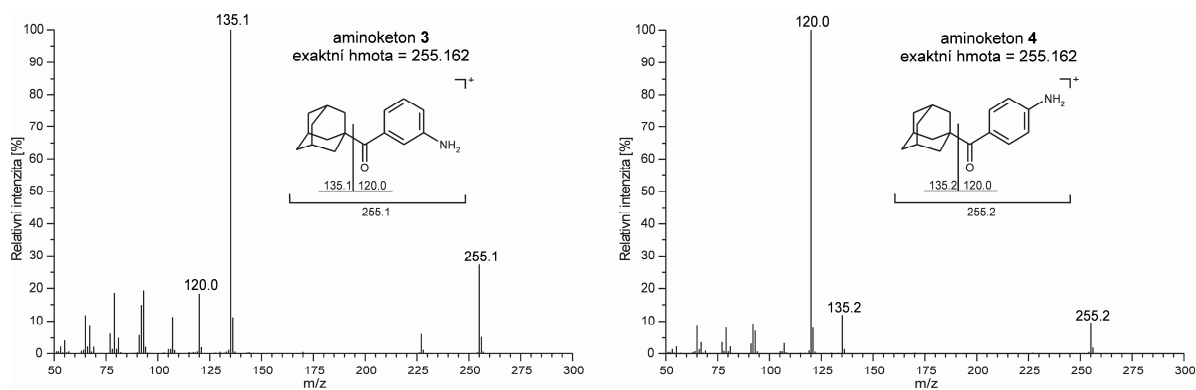 135.1
100
90
80
70
60
50
40
30
20
10
0
Relativní intenzita [%]
aminoketon 3
exaktní hmota = 255.162
+
NH2
O
135.1 120.0
255.1
120.0
255.1
50 75 100 125 150 175 200 225 250 275 300
m/z
120.0
100
90
80
70
60
50
40
30
20
10
0
Relativní intenzita [%]
aminoketon 4
exaktní hmota = 255.162
+
NH2
O
135.2 120.0
255.2
135.2
255.2
50 75 100 125 150 175 200 225 250 275 300
m/z